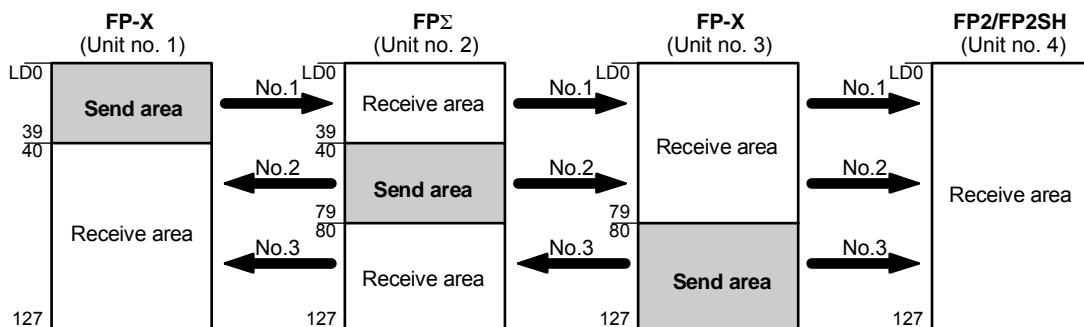 FP-X FPΣ FP-X FP2/FP2SH
(Unit no. 1) (Unit no. 2) (Unit no. 3) (Unit no. 4)
LD0 LD0 LD0 LD0
Send area No.1 Receive area No.1 No.1
39 39
40 40
Receive area
No.2 Send area No.2 No.2
Receive area Receive area
79 79
80 80
No.3 Receive area No.3 Send area No.3
127 127 127 127